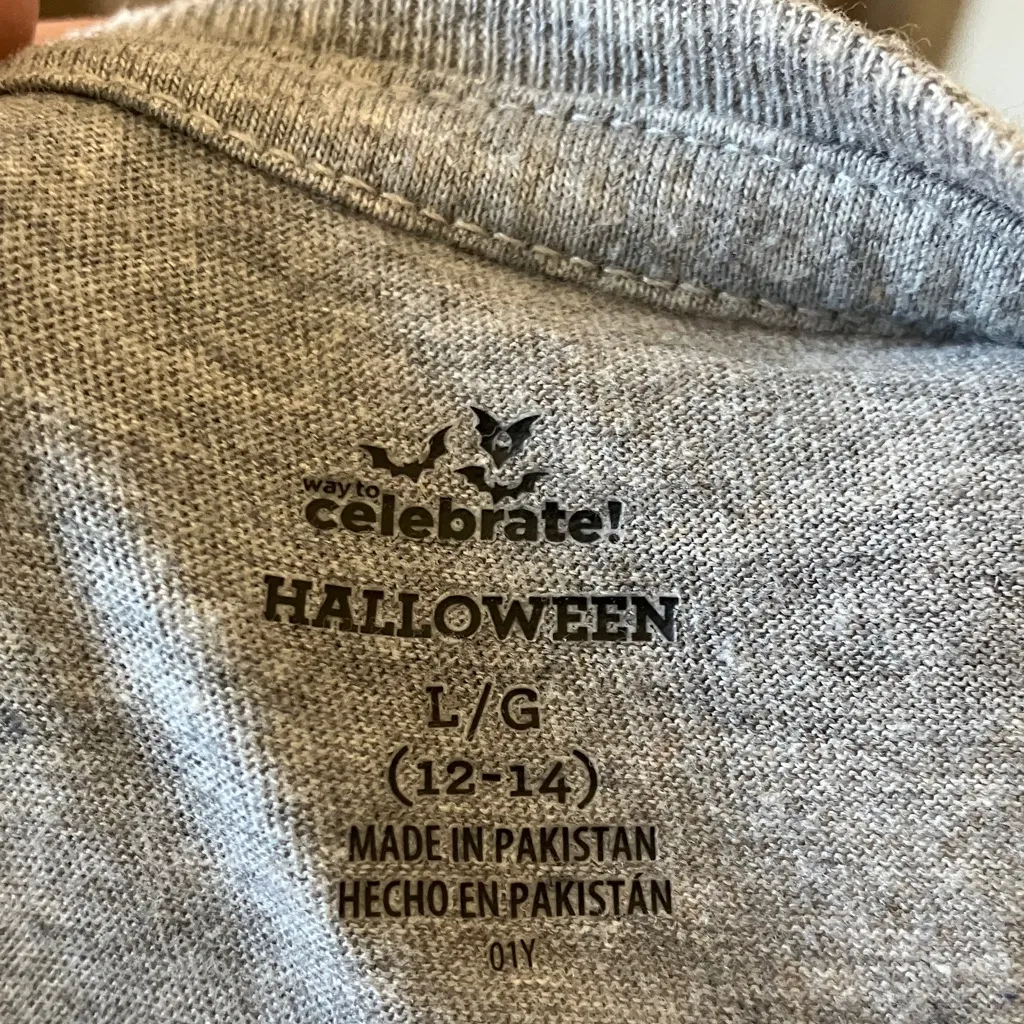 way to
celebrate!
HALLOWEEN
L/G
(12-14)
MADE IN PAKISTAN
HECHO EN PAKISTÁN
01Y